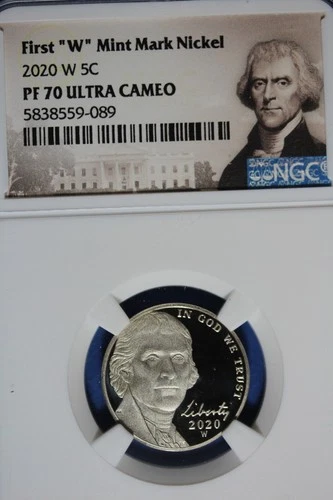 First "W" Mint Mark Nickel
2020 W 5C
PF 70 ULTRA CAMEO
5838559-089
NGC
IN GOD WE TRUST
Liberty
2020
W